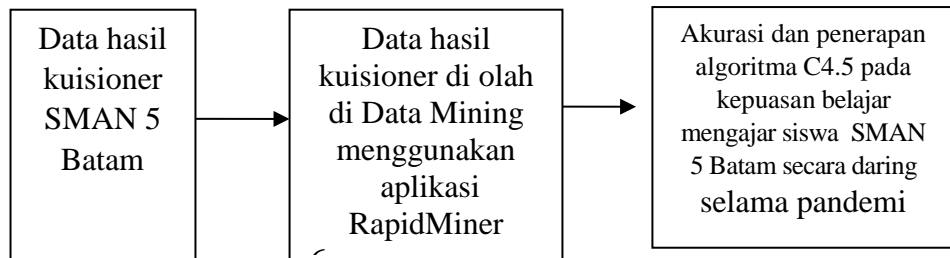 Data hasil
kuisioner
SMAN 5
Batam
Data hasil
kuisioner di olah
di Data Mining
menggunakan
aplikasi
RapidMiner
Akurasi dan penerapan
algoritma C4.5 pada
kepuasan belajar
mengajar siswa SMAN
5 Batam secara daring
selama pandemi